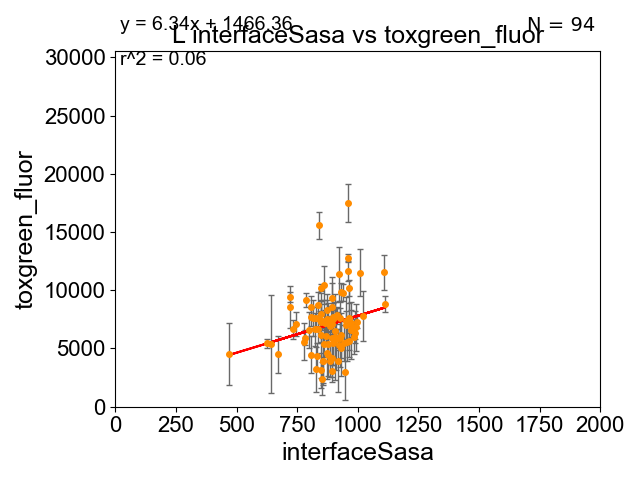 y = 6.34x + 1466.36
N = 94
L interfaceSasa vs toxgreen_fluor
r^2 = 0.06
30000
25000
20000
15000
10000
5000
0
toxgreen_fluor
0 250 500 750 1000 1250 1500 1750 2000
interfaceSasa